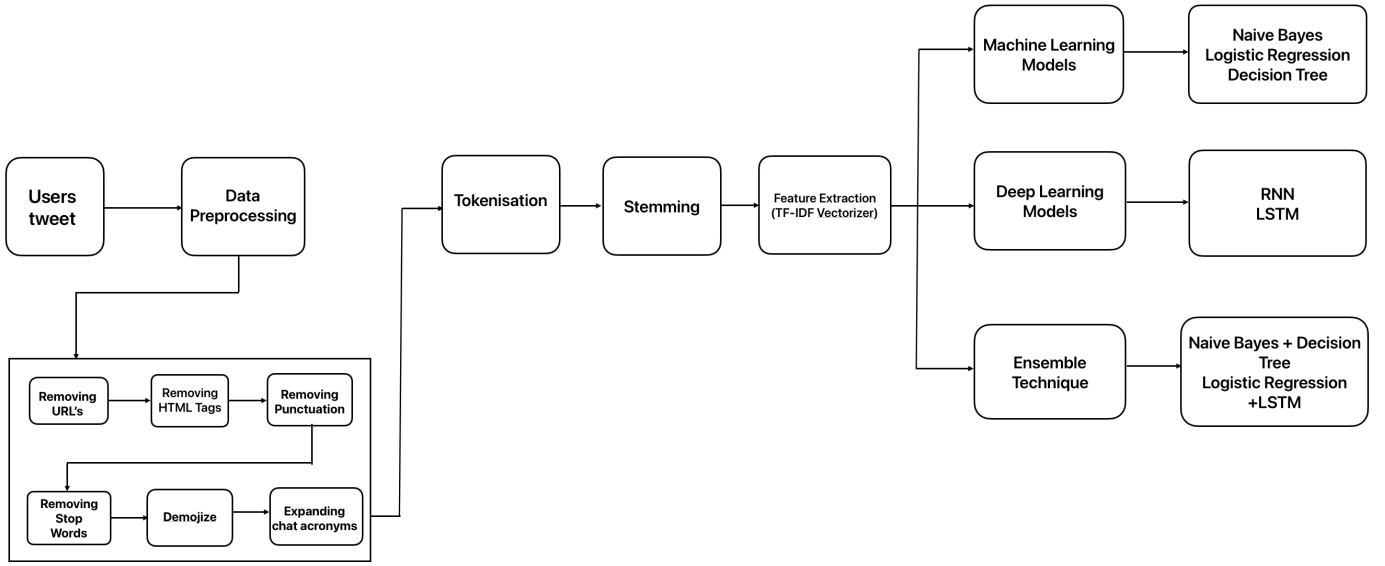 Users
tweet
Data
Preprocessing
Removing
URL's
Removing
HTML Tags
Removing
Punctuation
Removing
Stop
Words
Demojize
Expanding
chat acronyms
Tokenisation
Stemming
Feature Extraction
(TF-IDF Vectorizer)
Machine Learning
Models
Naive Bayes
Logistic Regression
Decision Tree
Deep Learning
Models
RNN
LSTM
Ensemble
Technique
Naive Bayes + Decision
Tree
Logistic Regression
+LSTM